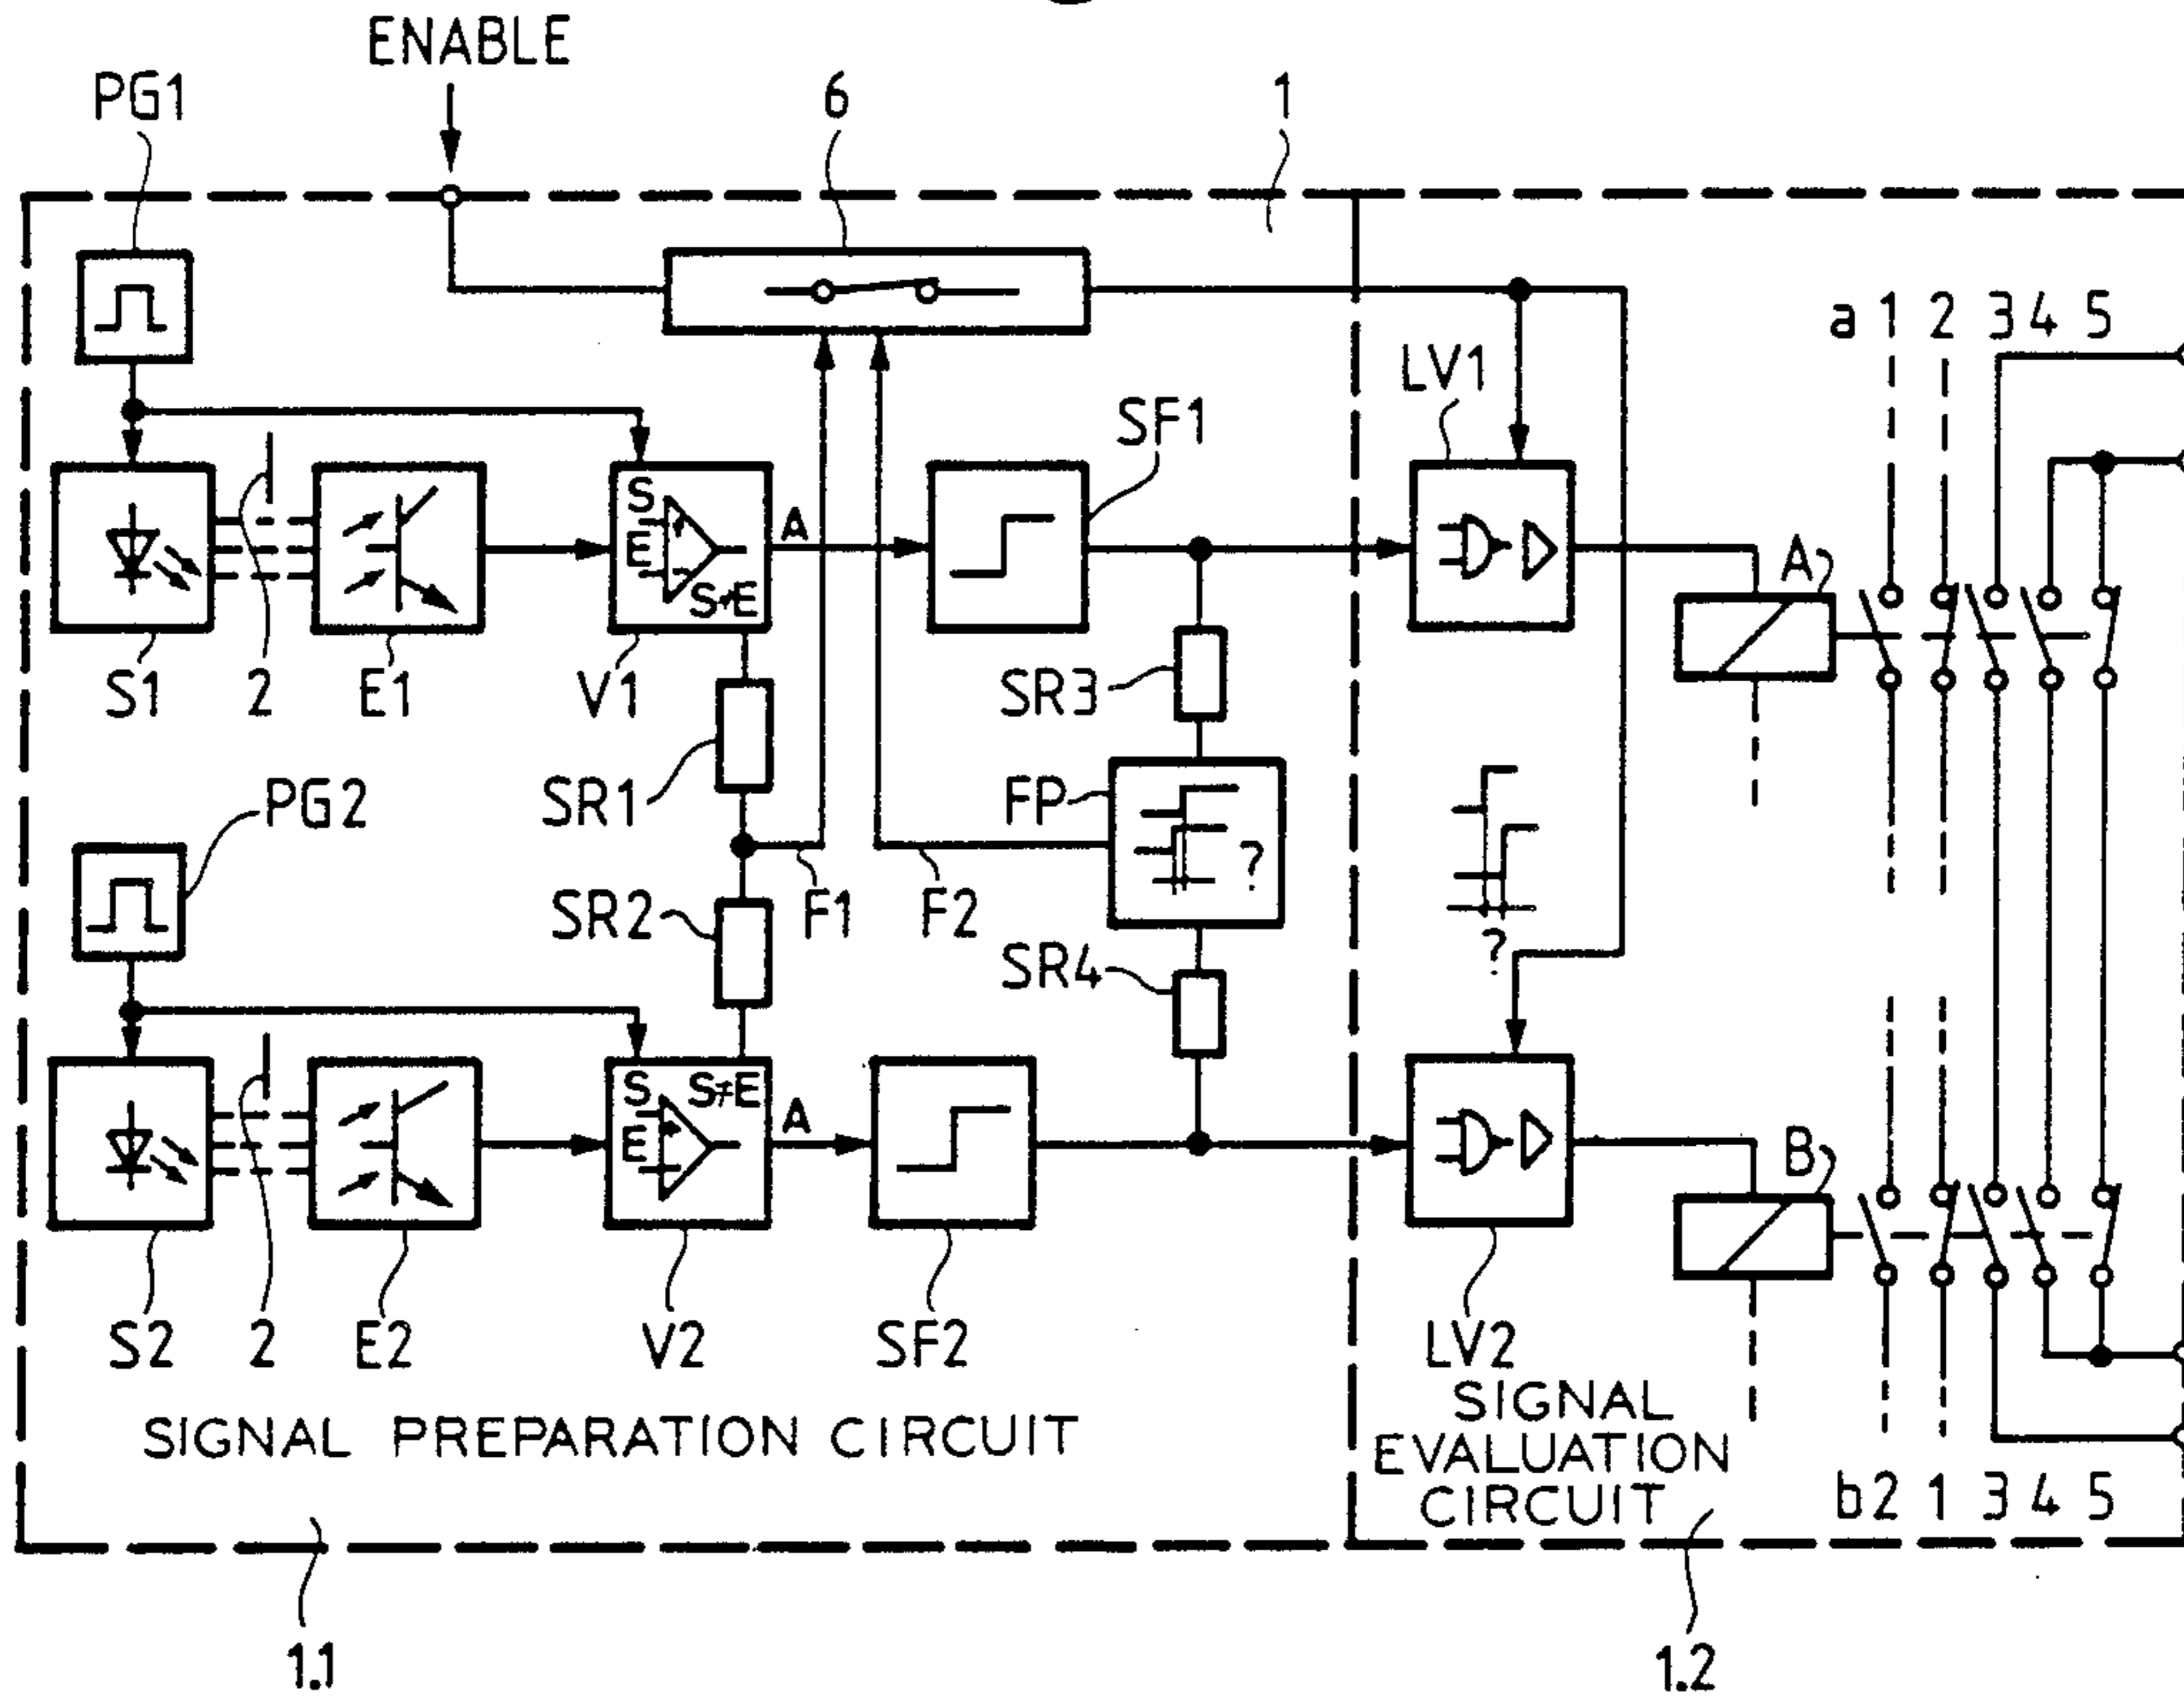 ENABLE
PG1
6
1
a 1 2 3 4 5
LV1
SF1
S
E
S≠E
A
A
S1
2
E1
V1
SR3
SR1
FP
PG2
?
SR2
F1
F2
SR4
?
S
S≠E
E
A
B
S2
2
E2
V2
SF2
LV2
SIGNAL PREPARATION CIRCUIT
SIGNAL
EVALUATION
CIRCUIT
b 2 1 3 4 5
1.1
1.2